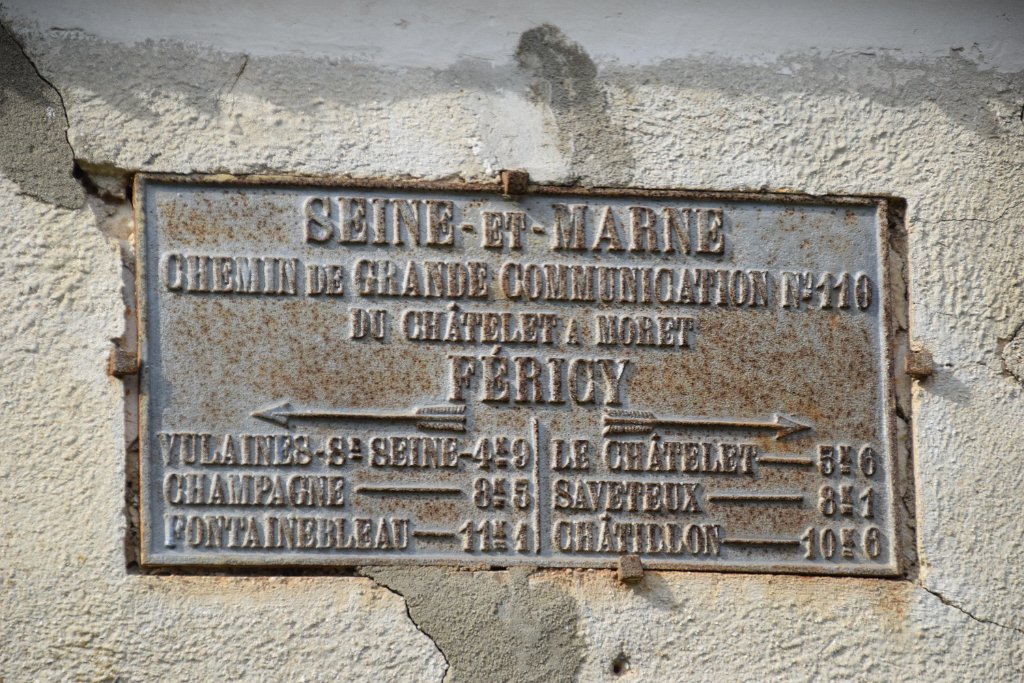 SEINE-ET-MARNE
CHEMIN DE GRANDE COMMUNICATION Nº 110
DU CHÂTELET A MORET
FÉRICY
VULAINES-Sᴿ SEINE-4ᴷ9
CHAMPAGNE — 8ᴷ5
FONTAINEBLEAU — 11ᴷ1
LE CHÂTELET — 5ᴷ6
SAVETEUX — 8ᴷ1
CHÂTILLON — 10ᴷ6